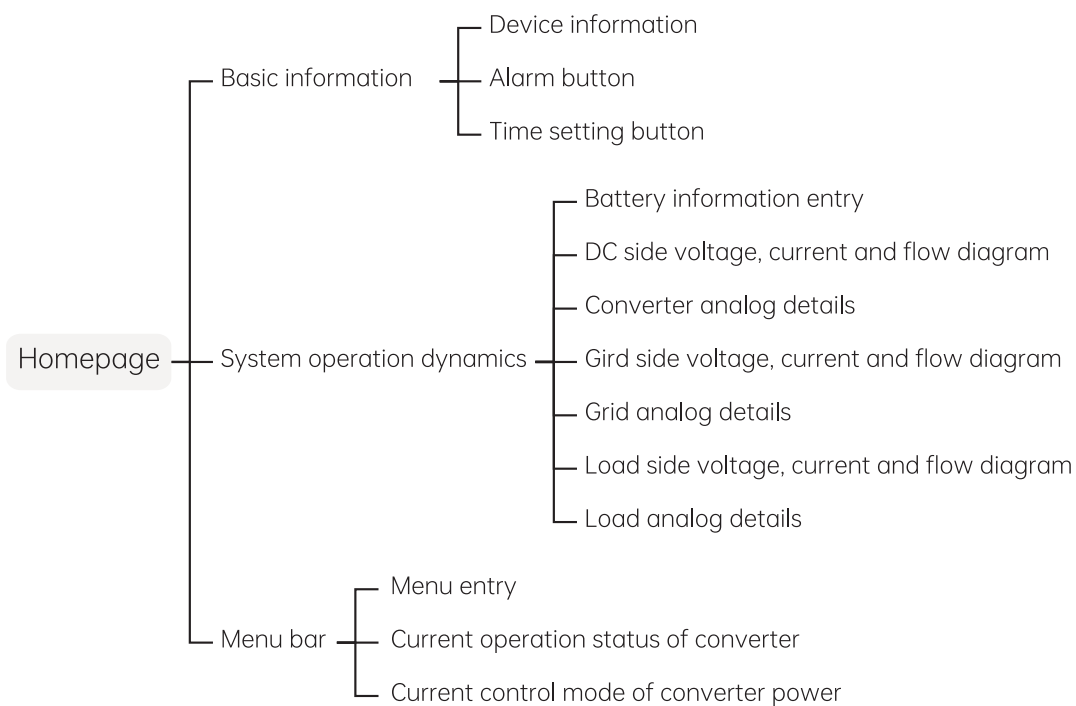 Homepage
Basic information
Device information
Alarm button
Time setting button
System operation dynamics
Battery information entry
DC side voltage, current and flow diagram
Converter analog details
Gird side voltage, current and flow diagram
Grid analog details
Load side voltage, current and flow diagram
Load analog details
Menu bar
Menu entry
Current operation status of converter
Current control mode of converter power